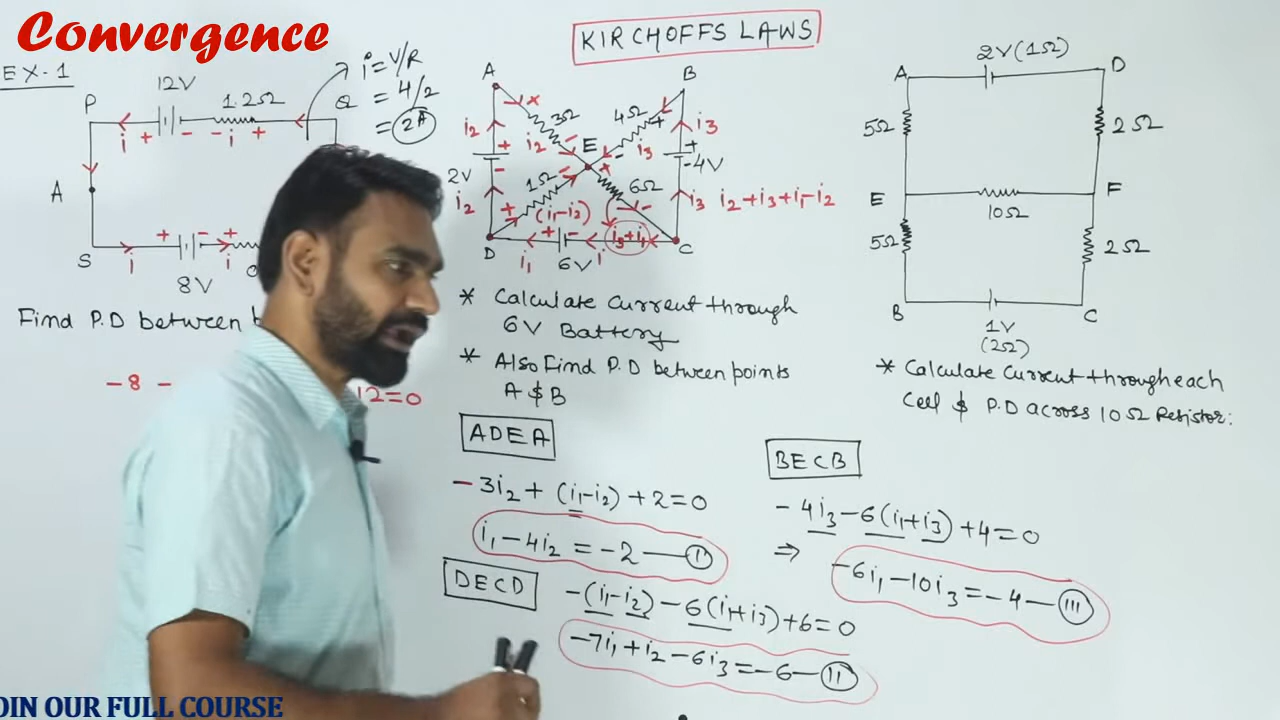 Convergence
KIRCHOFFS LAWS
EX-1
i = V/R
= 4/2
= 2A
12V
1.2Ω
P
Q
i
+
-
-
i
+
A
S
i
+
-
i
8V
Find P.D between
-8 -
12=0
A
B
3Ω
4Ω
i2
i2
E
i3
i3
2V
4V
i2
1Ω
6Ω
(i1-i2)
i3
i2+i3+i1-i2
i3+i1
D
C
i1
6V
i
* Calculate Current through
6V Battery
* Also Find P.D between points
A & B
2V(1Ω)
A
D
5Ω
2Ω
E
F
10Ω
5Ω
2Ω
B
C
1V
(2Ω)
* Calculate Current through each
Cell & P.D across 10Ω Resistor:
ADEA
-3i2 + (i1-i2) + 2 = 0
i1 - 4i2 = -2 — I
DECD
-(i1-i2) - 6(i1+i3) + 6 = 0
-7i1 + i2 - 6i3 = -6 — II
BECB
- 4i3 - 6(i1+i3) + 4 = 0
⇒ -6i1 - 10i3 = -4 — III
OIN OUR FULL COURSE